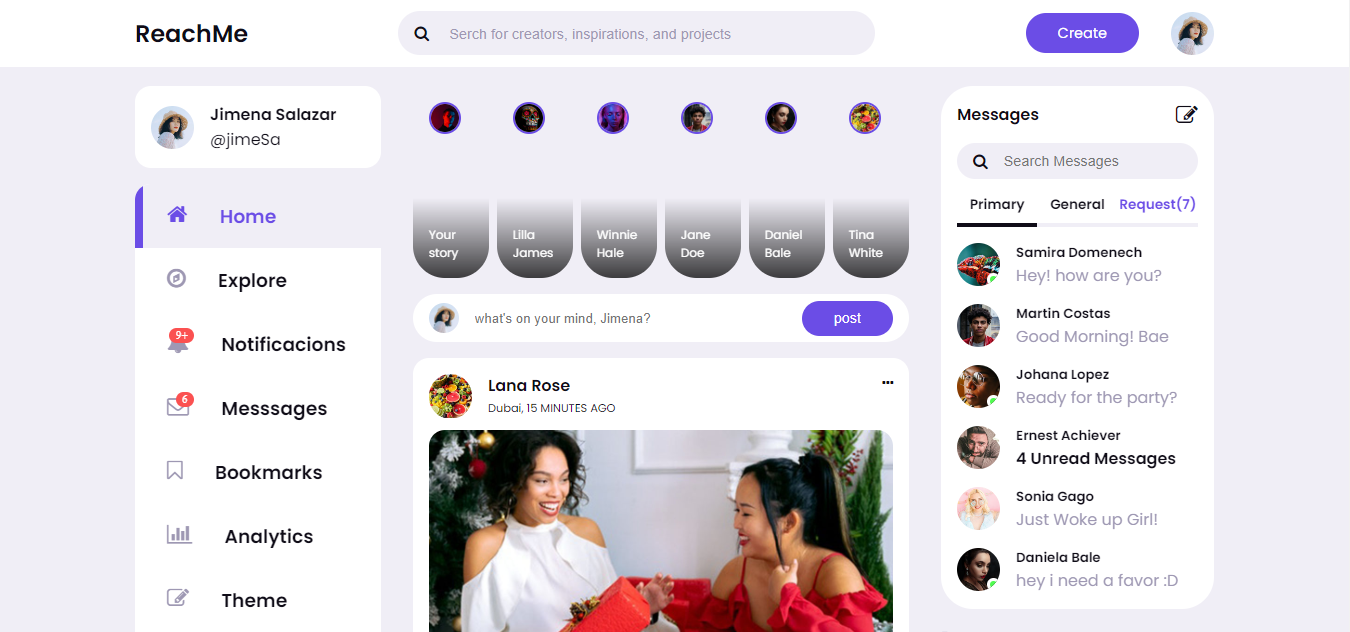 ReachMe
Serch for creators, inspirations, and projects
Create
Jimena Salazar
@jimeSa
Home
Explore
9+
Notificacions
6
Messsages
Bookmarks
Analytics
Theme
Your
story
Lilla
James
Winnie
Hale
Jane
Doe
Daniel
Bale
Tina
White
what's on your mind, Jimena?
post
Lana Rose
Dubai, 15 MINUTES AGO
Messages
Search Messages
Primary General Request(7)
Samira Domenech
Hey! how are you?
Martin Costas
Good Morning! Bae
Johana Lopez
Ready for the party?
Ernest Achiever
4 Unread Messages
Sonia Gago
Just Woke up Girl!
Daniela Bale
hey i need a favor :D